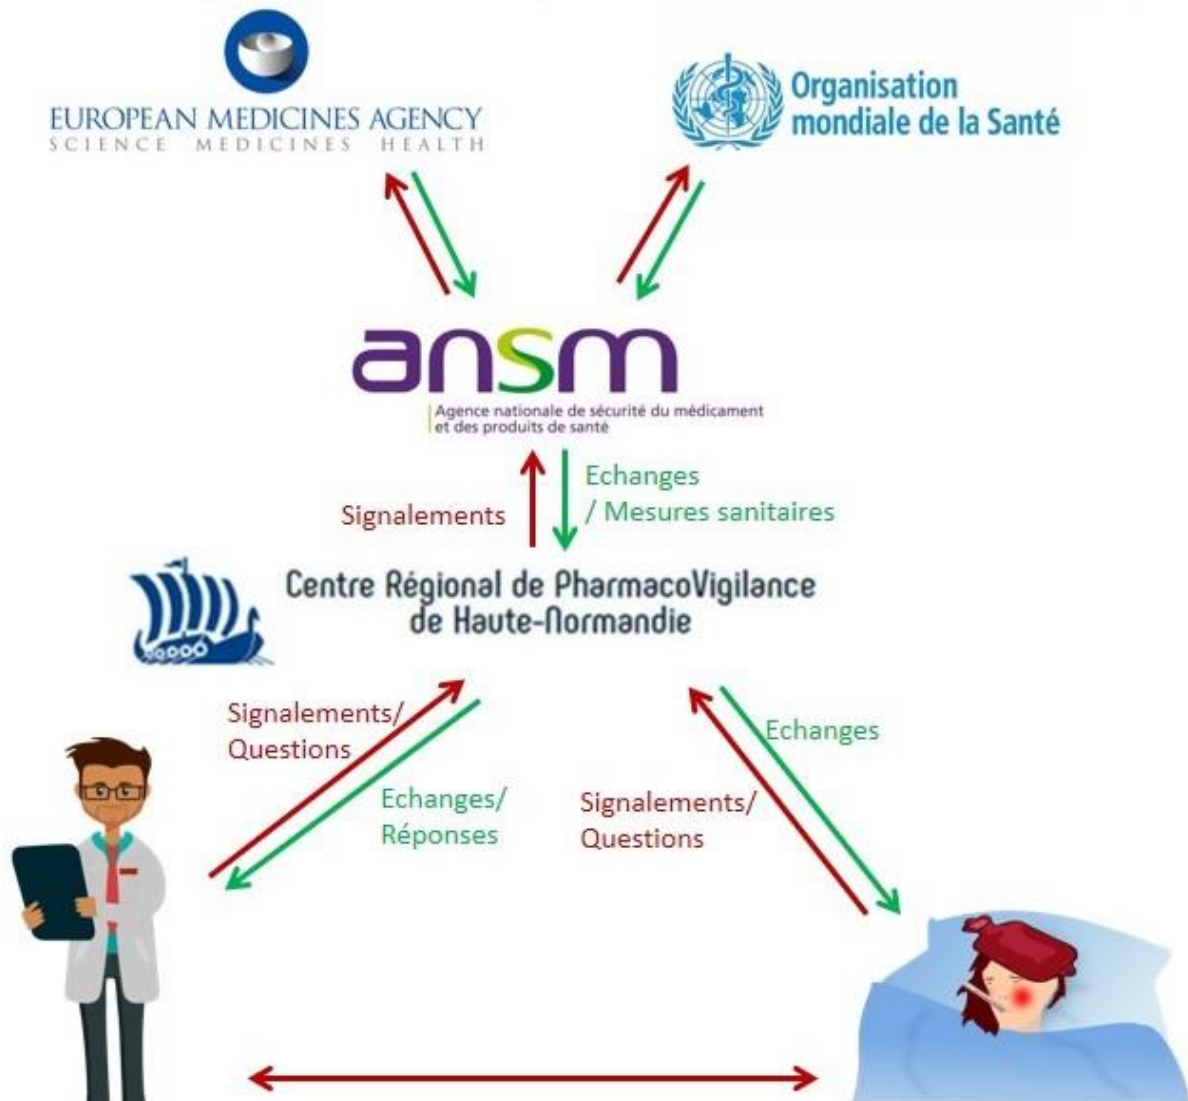 EUROPEAN MEDICINES AGENCY
SCIENCE MEDICINES HEALTH
Organisation
mondiale de la Santé
ansm
Agence nationale de sécurité du médicament
et des produits de santé
Signalements
Echanges
/ Mesures sanitaires
Centre Régional de PharmacoVigilance
de Haute-Normandie
Signalements/
Questions
Echanges/
Réponses
Signalements/
Questions
Echanges